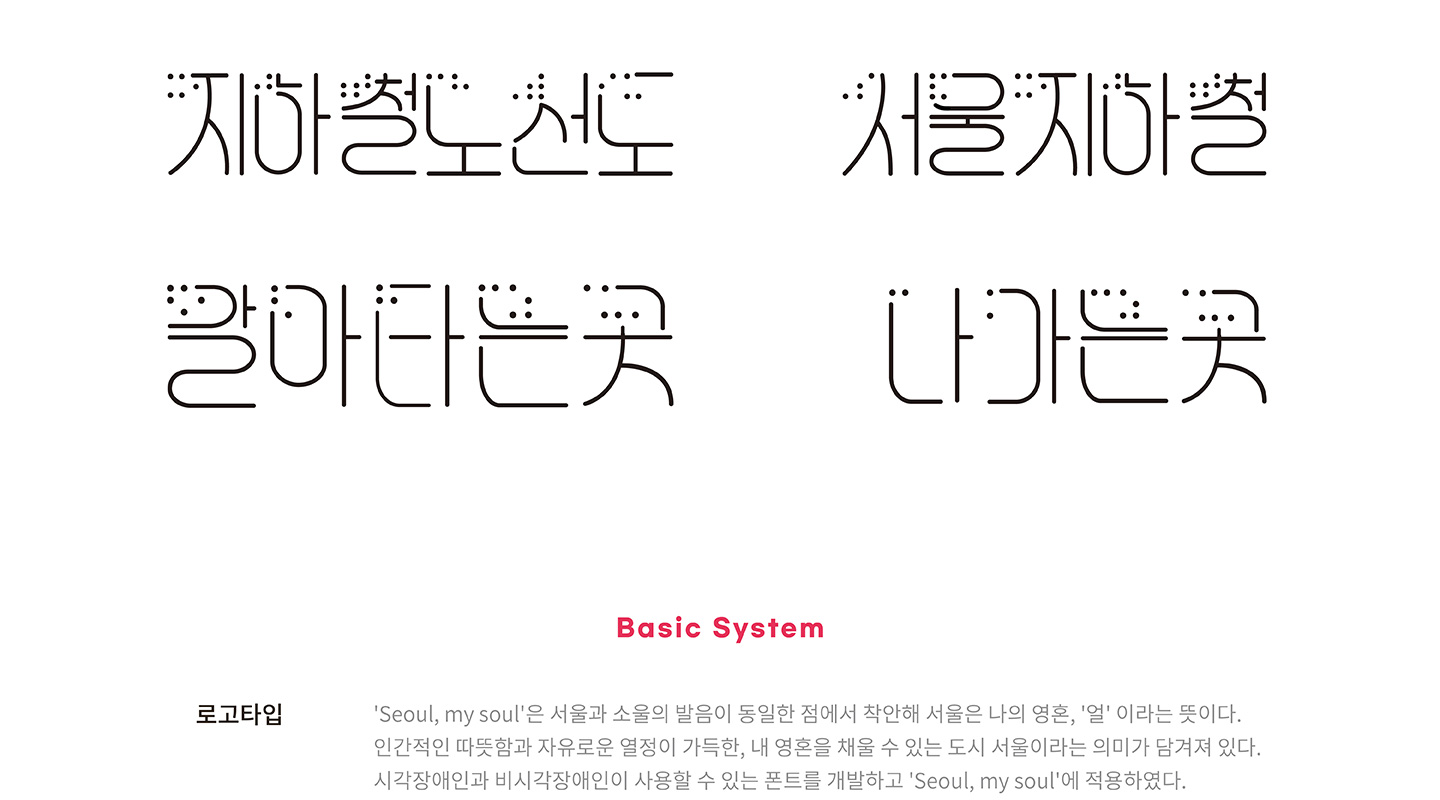 지하철노선도
서울지하철
갈아타는곳
나가는곳
Basic System
로고타입
'Seoul, my soul'은 서울과 소울의 발음이 동일한 점에서 착안해 서울은 나의 영혼, '얼' 이라는 뜻이다.
인간적인 따뜻함과 자유로운 열정이 가득한, 내 영혼을 채울 수 있는 도시 서울이라는 의미가 담겨져 있다.
시각장애인과 비시각장애인이 사용할 수 있는 폰트를 개발하고 'Seoul, my soul'에 적용하였다.